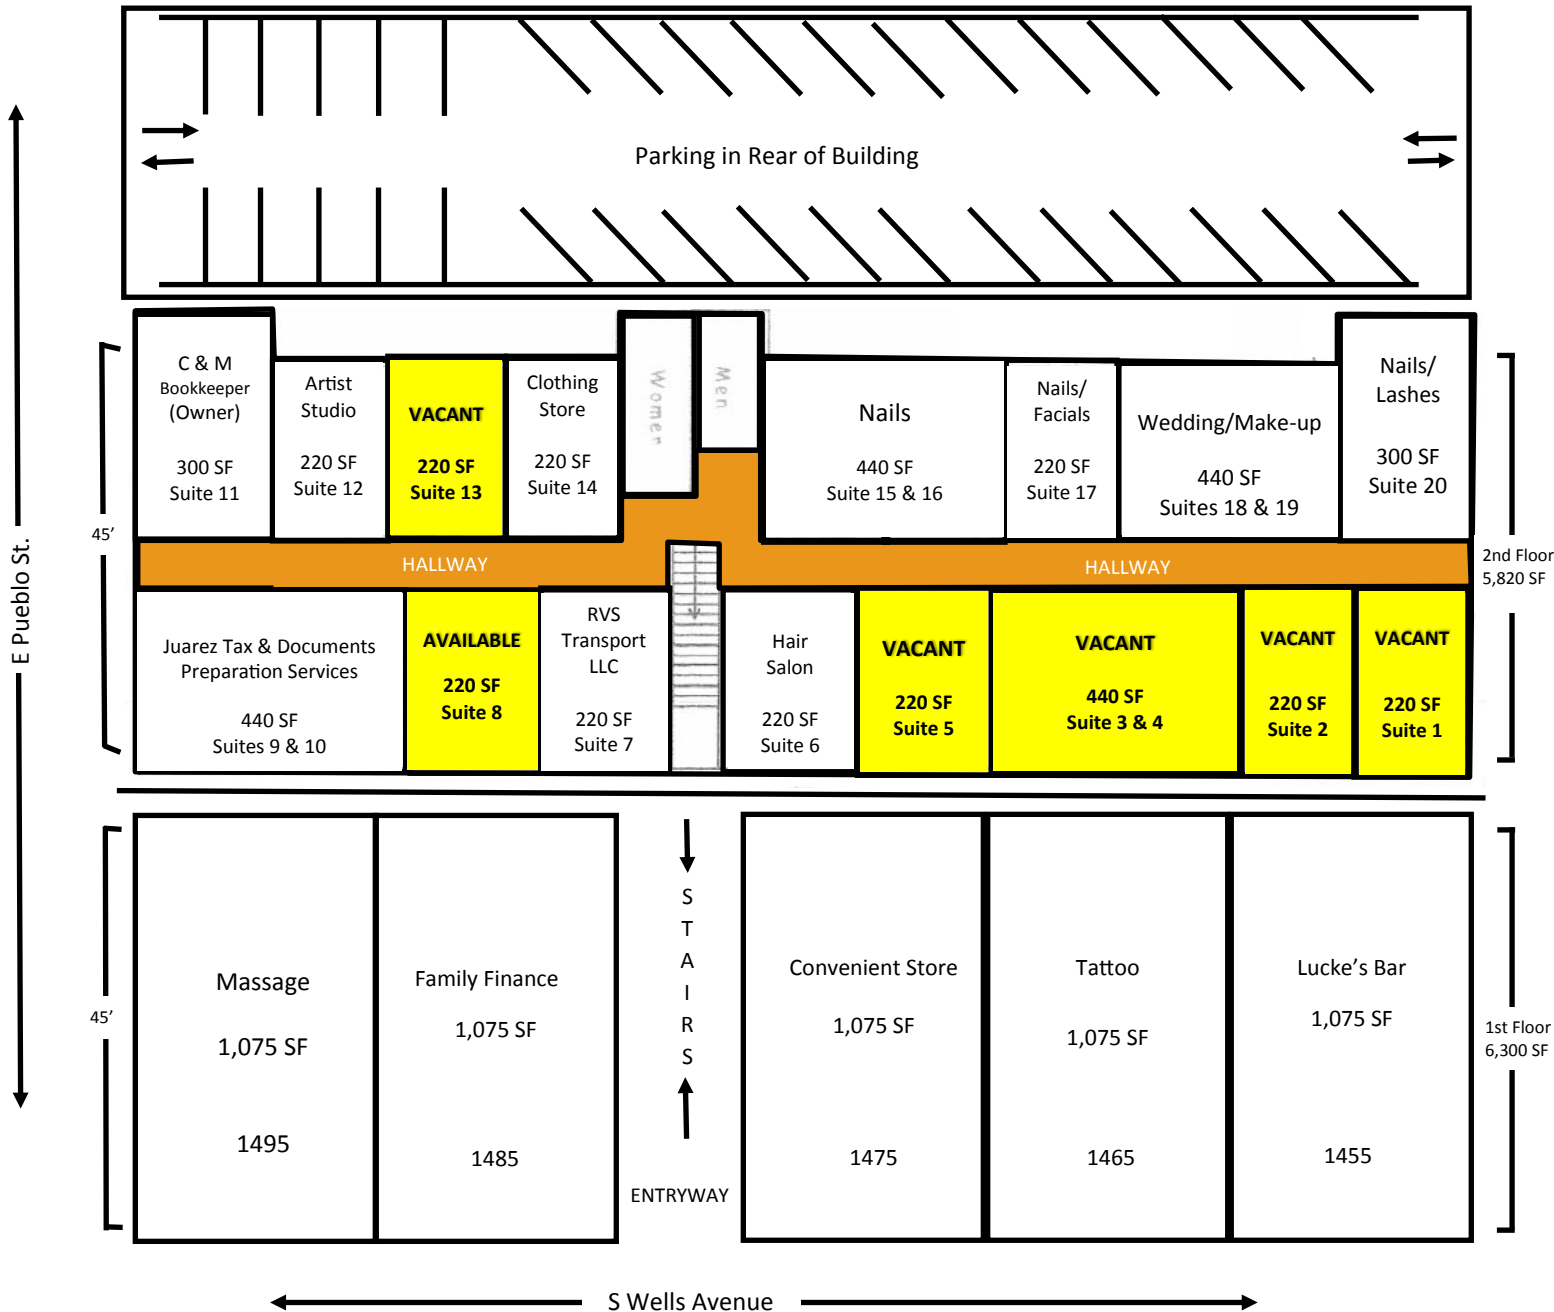 Parking in Rear of Building
E Pueblo St.
C & M
Bookkeeper
(Owner)
300 SF
Suite 11
Artist
Studio
220 SF
Suite 12
VACANT
220 SF
Suite 13
Clothing
Store
220 SF
Suite 14
Women
Men
Nails
440 SF
Suite 15 & 16
Nails/
Facials
220 SF
Suite 17
Wedding/Make-up
440 SF
Suites 18 & 19
Nails/
Lashes
300 SF
Suite 20
45'
HALLWAY
HALLWAY
2nd Floor
5,820 SF
Juarez Tax & Documents
Preparation Services
440 SF
Suites 9 & 10
AVAILABLE
220 SF
Suite 8
RVS
Transport
LLC
220 SF
Suite 7
Hair
Salon
220 SF
Suite 6
VACANT
220 SF
Suite 5
VACANT
440 SF
Suite 3 & 4
VACANT
220 SF
Suite 2
VACANT
220 SF
Suite 1
45'
Massage
1,075 SF
1495
Family Finance
1,075 SF
1485
STAIRS
ENTRYWAY
Convenient Store
1,075 SF
1475
Tattoo
1,075 SF
1465
Lucke's Bar
1,075 SF
1455
1st Floor
6,300 SF
S Wells Avenue